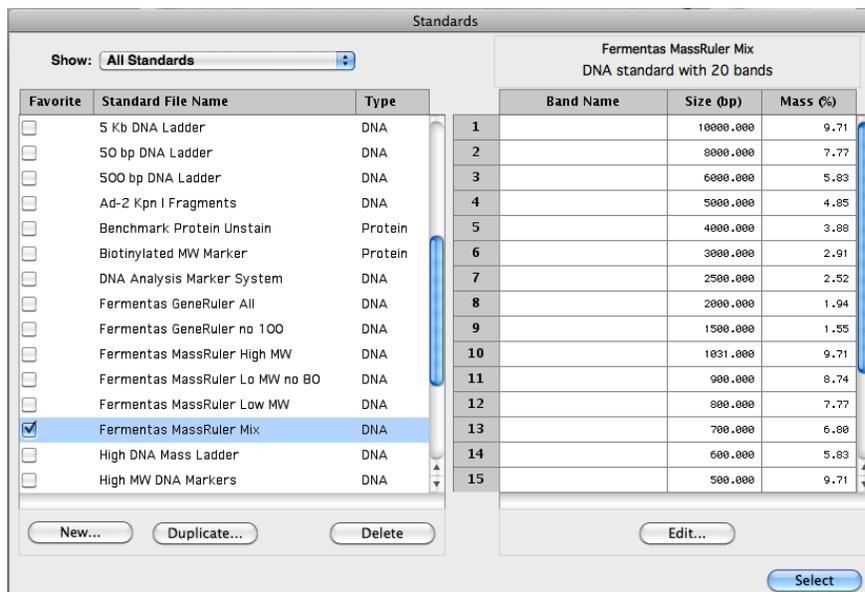 Standards
Show: All Standards
Fermentas MassRuler Mix
DNA standard with 20 bands
Favorite Standard File Name Type
Band Name Size (bp) Mass (%)
5 Kb DNA Ladder DNA
50 bp DNA Ladder DNA
500 bp DNA Ladder DNA
Ad-2 Kpn I Fragments DNA
Benchmark Protein Unstain Protein
Biotinylated MW Marker Protein
DNA Analysis Marker System DNA
Fermentas GeneRuler All DNA
Fermentas GeneRuler no 100 DNA
Fermentas MassRuler High MW DNA
Fermentas MassRuler Lo MW no 80 DNA
Fermentas MassRuler Low MW DNA
Fermentas MassRuler Mix DNA
High DNA Mass Ladder DNA
High MW DNA Markers DNA
1 10000.000 9.71
2 8000.000 7.77
3 6000.000 5.83
4 5000.000 4.85
5 4000.000 3.88
6 3000.000 2.91
7 2500.000 2.52
8 2000.000 1.94
9 1500.000 1.55
10 1031.000 9.71
11 900.000 8.74
12 800.000 7.77
13 700.000 6.80
14 600.000 5.83
15 500.000 9.71
New... Duplicate... Delete
Edit...
Select